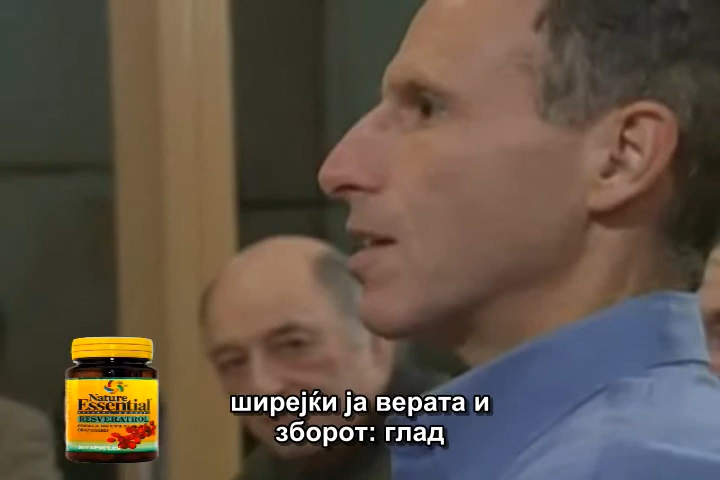 Nature
Essential
RESVERATROL
ширејќи ја верата и
зборот: глад